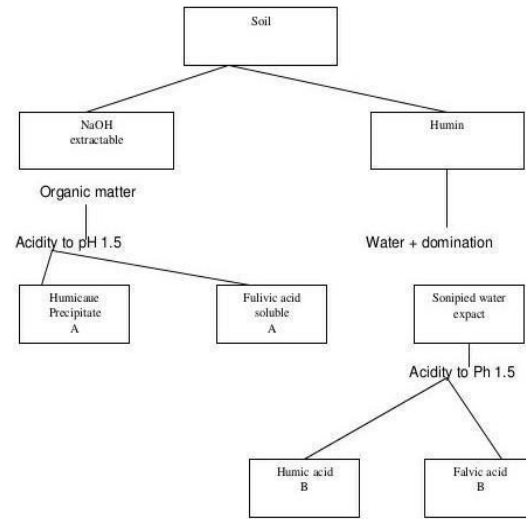 Soil
NaOH
extractable
Humin
Organic matter
Water + domination
Acidity to pH 1.5
Humicaue
Precipitate
A
Fulivic acid
soluble
A
Sonipied water
expact
Acidity to Ph 1.5
Humic acid
B
Falvic acid
B